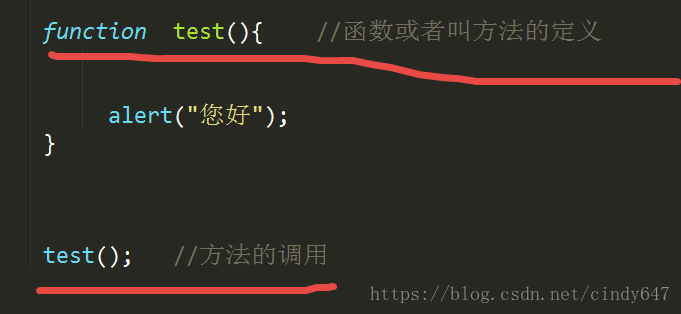 function test(){ //函数或者叫方法的定义
alert("您好");
}
test(); //方法的调用
https://blog.csdn.net/cindy647